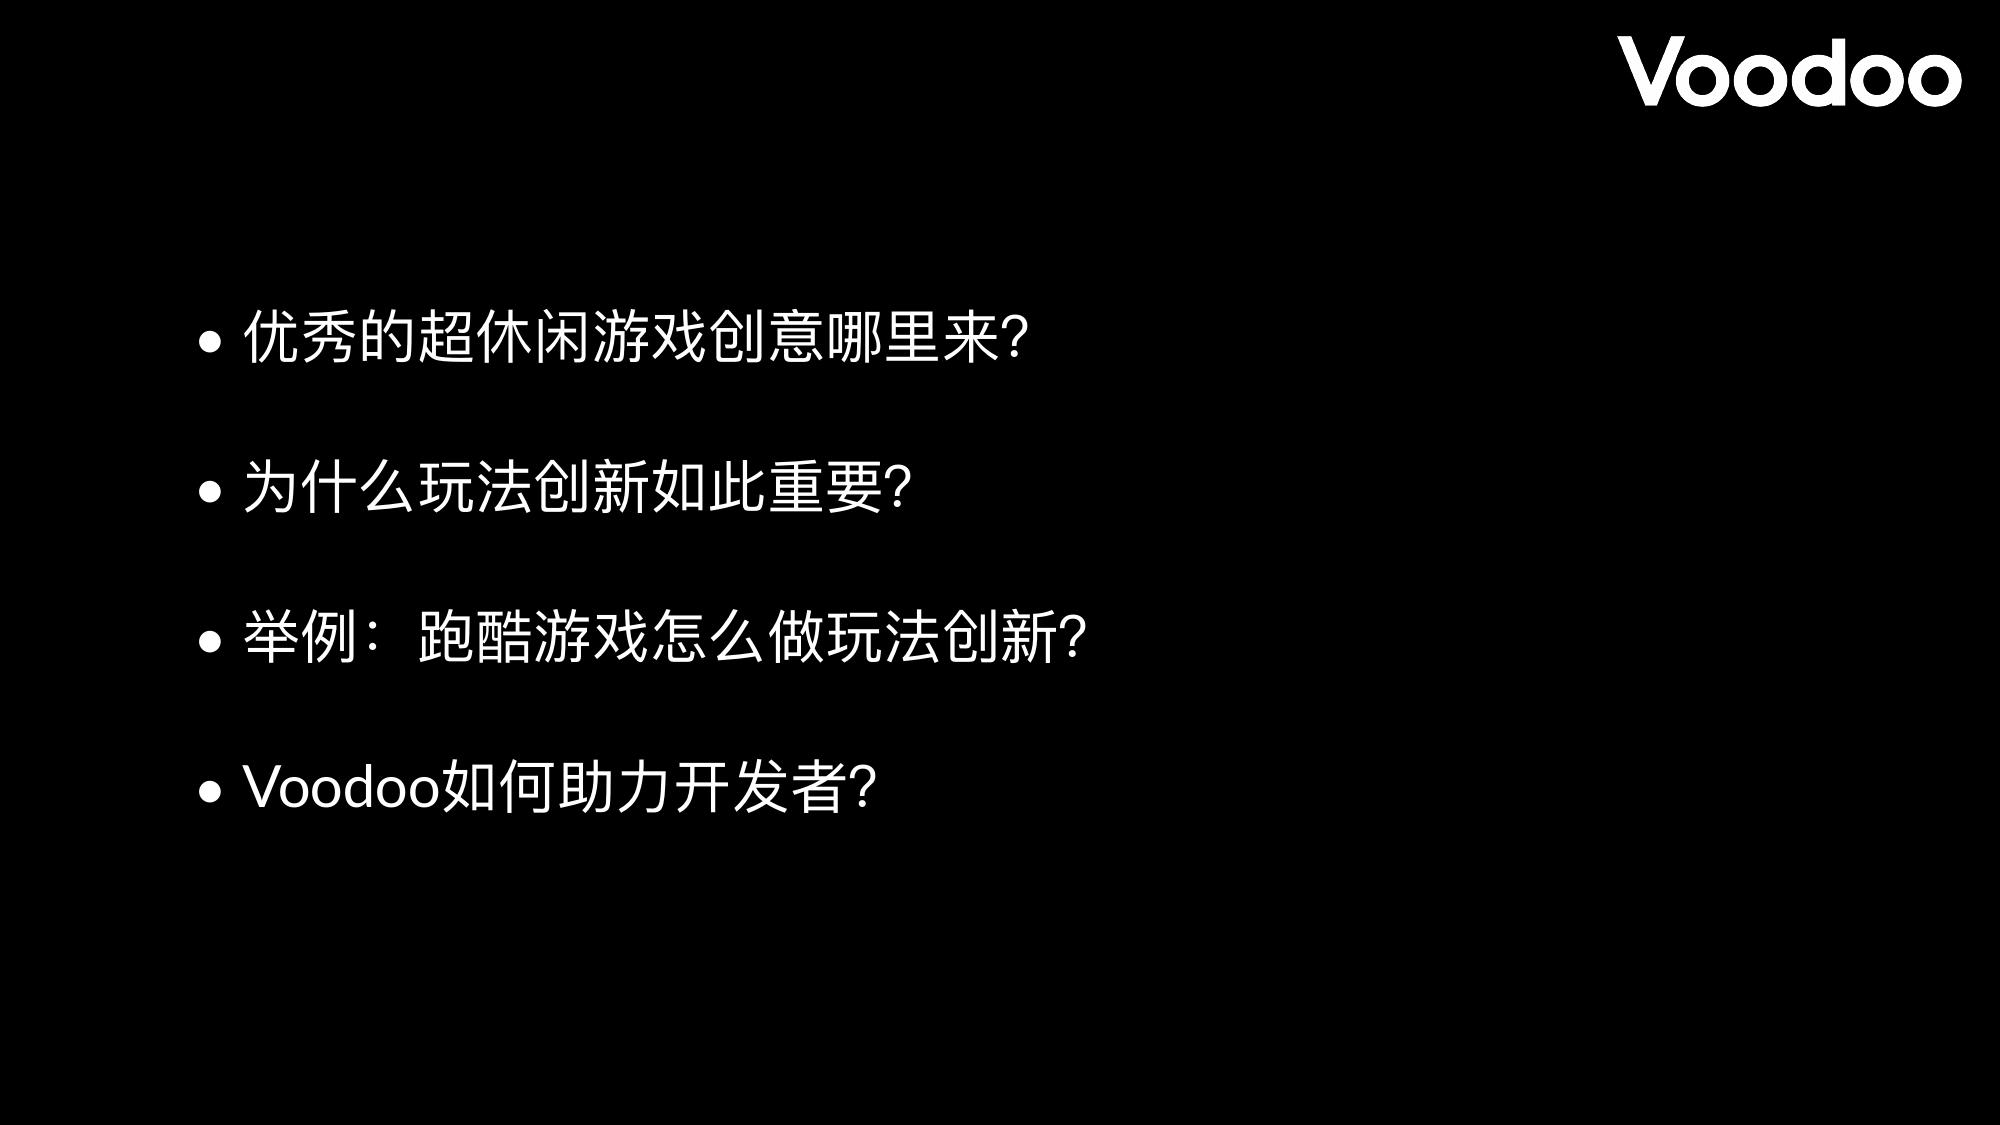 Voodoo
• 优秀的超休闲游戏创意哪里来？
• 为什么玩法创新如此重要？
• 举例：跑酷游戏怎么做玩法创新？
• Voodoo如何助力开发者？